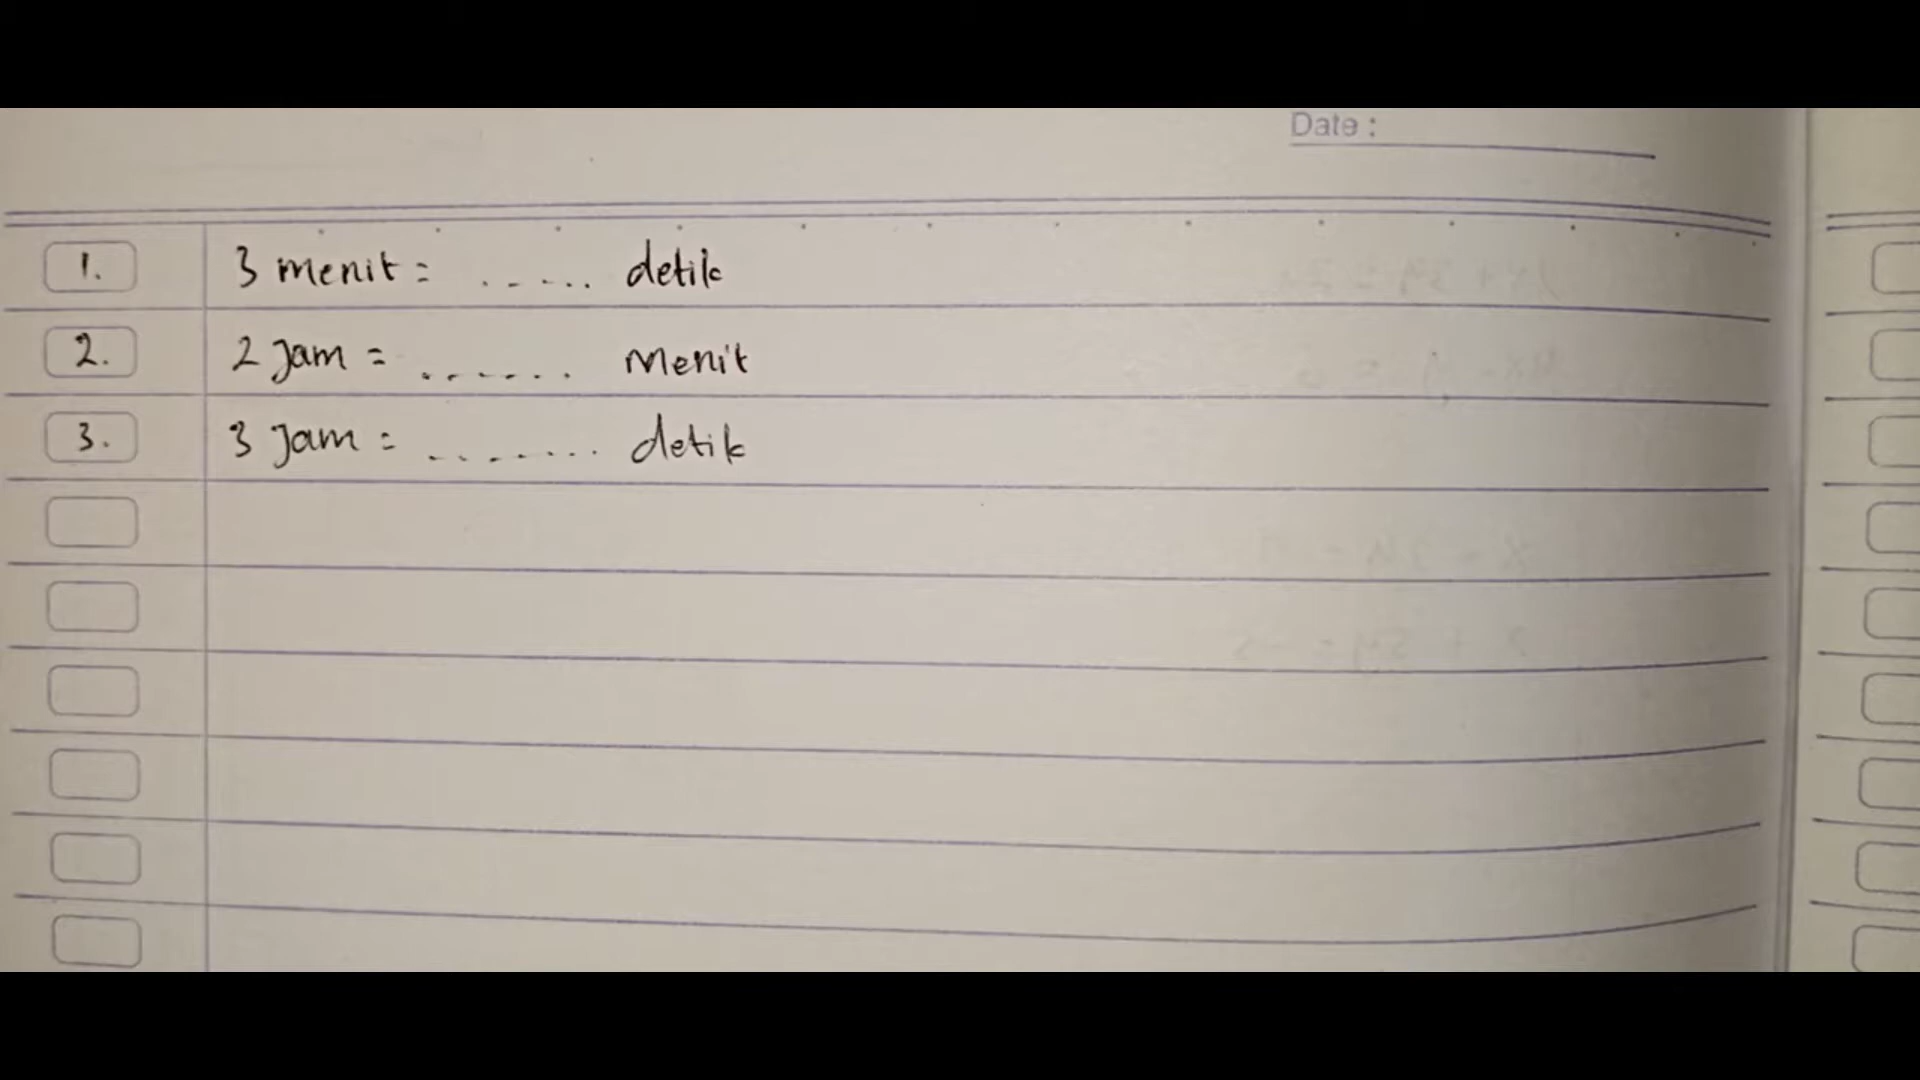 Date :
1. 3 menit = ...... detik
2. 2 Jam = ....... Menit
3. 3 Jam = ........ detik